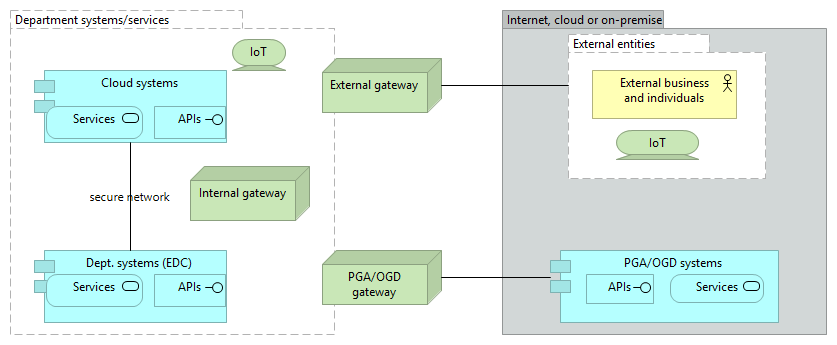 Department systems/services
IoT
Cloud systems
Services
APIs
secure network
Internal gateway
Dept. systems (EDC)
Services
APIs
External gateway
PGA/OGD
gateway
Internet, cloud or on-premise
External entities
External business
and individuals
IoT
PGA/OGD systems
APIs
Services